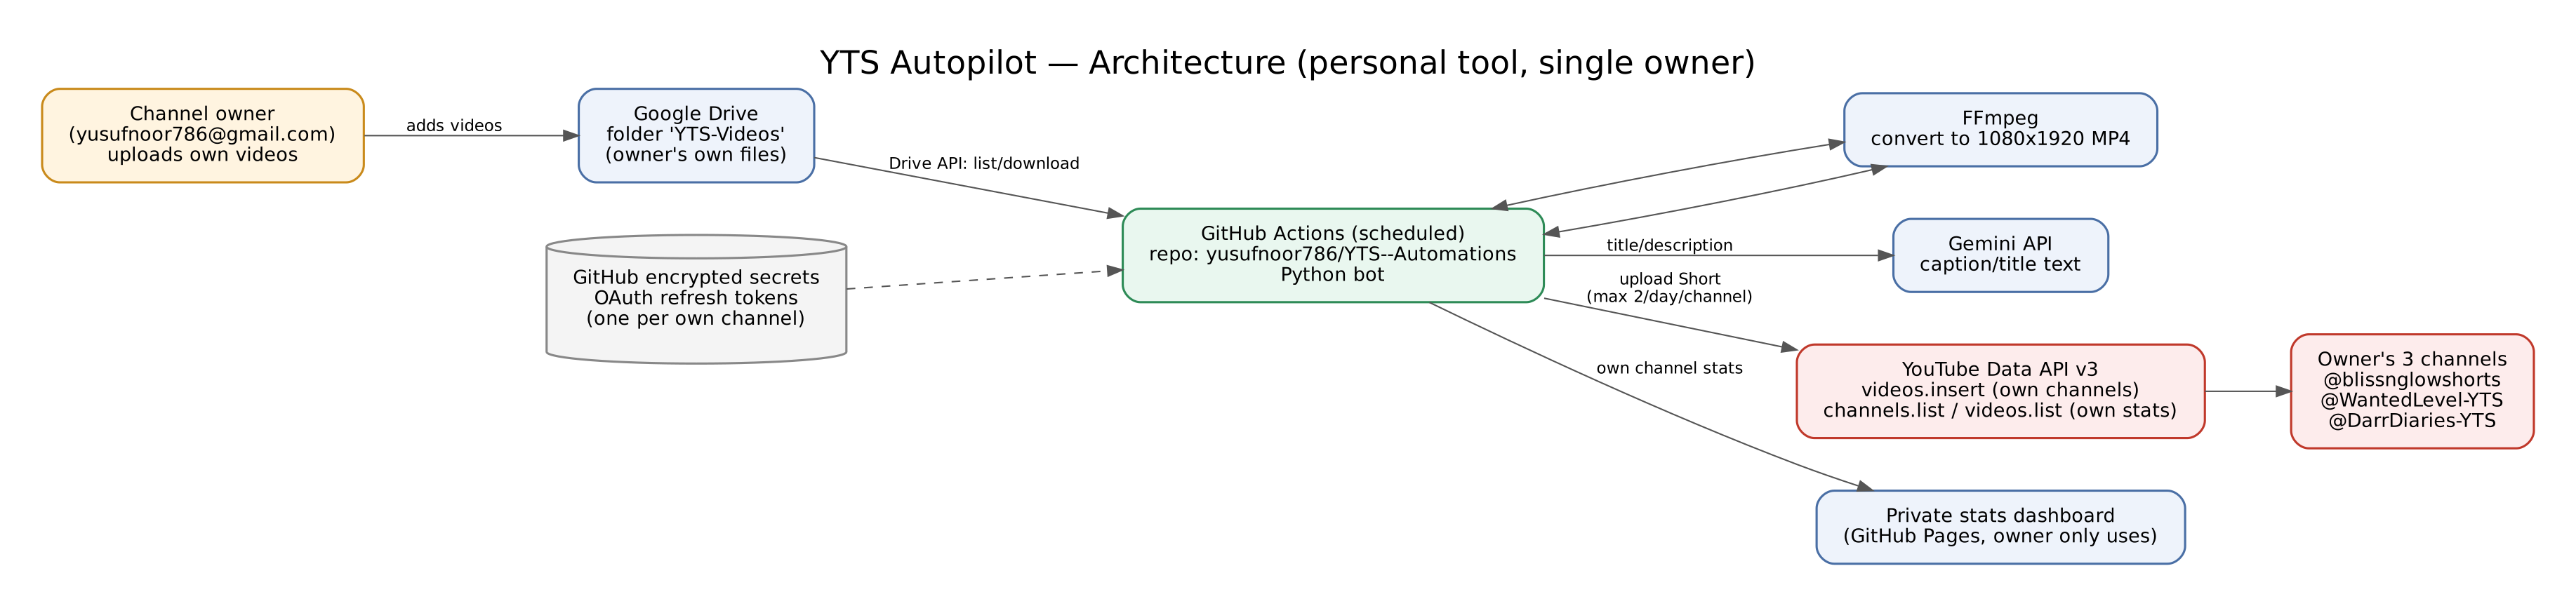 YTS Autopilot — Architecture (personal tool, single owner)
Channel owner
(yusufnoor786@gmail.com)
uploads own videos
adds videos
Google Drive
folder 'YTS-Videos'
(owner's own files)
Drive API: list/download
GitHub encrypted secrets
OAuth refresh tokens
(one per own channel)
GitHub Actions (scheduled)
repo: yusufnoor786/YTS--Automations
Python bot
FFmpeg
convert to 1080x1920 MP4
title/description
Gemini API
caption/title text
upload Short
(max 2/day/channel)
YouTube Data API v3
videos.insert (own channels)
channels.list / videos.list (own stats)
Owner's 3 channels
@blissnglowshorts
@WantedLevel-YTS
@DarrDiaries-YTS
own channel stats
Private stats dashboard
(GitHub Pages, owner only uses)